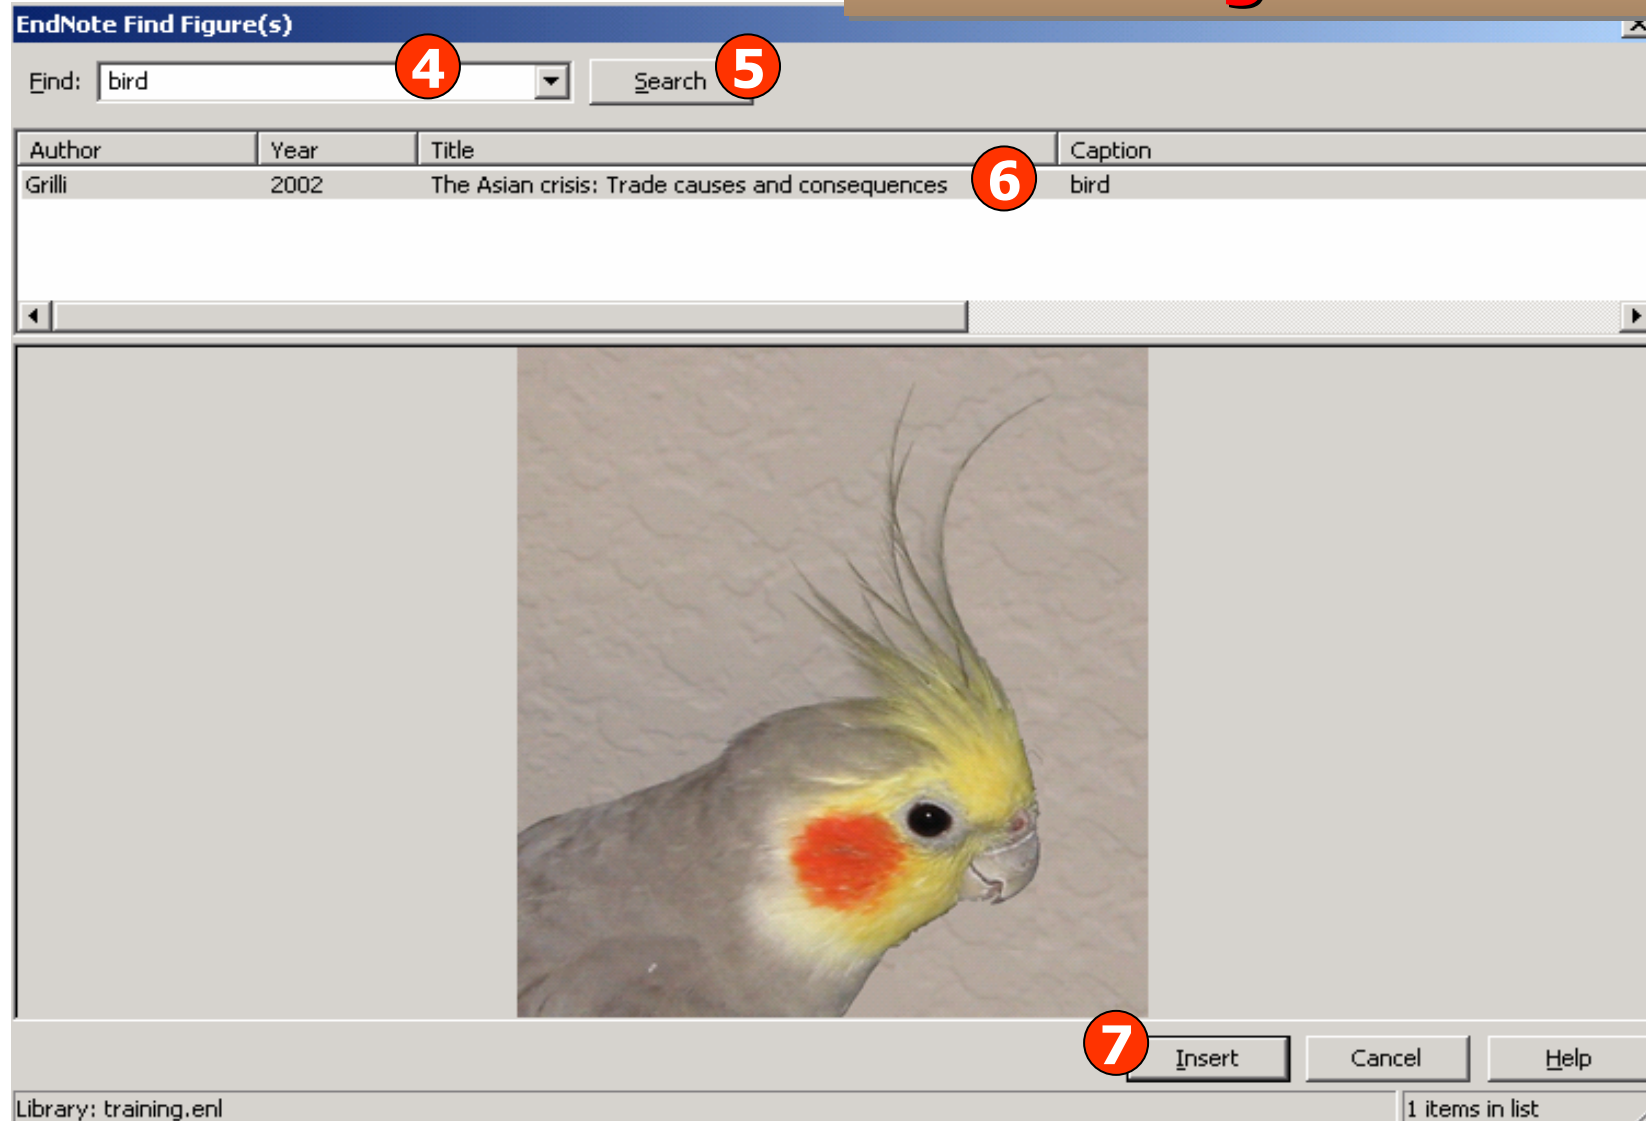 EndNote Find Figure(s)
Find: bird 4 Search 5
Author Year Title Caption
Grilli 2002 The Asian crisis: Trade causes and consequences 6 bird
7 Insert Cancel Help
Library: training.enl 1 items in list